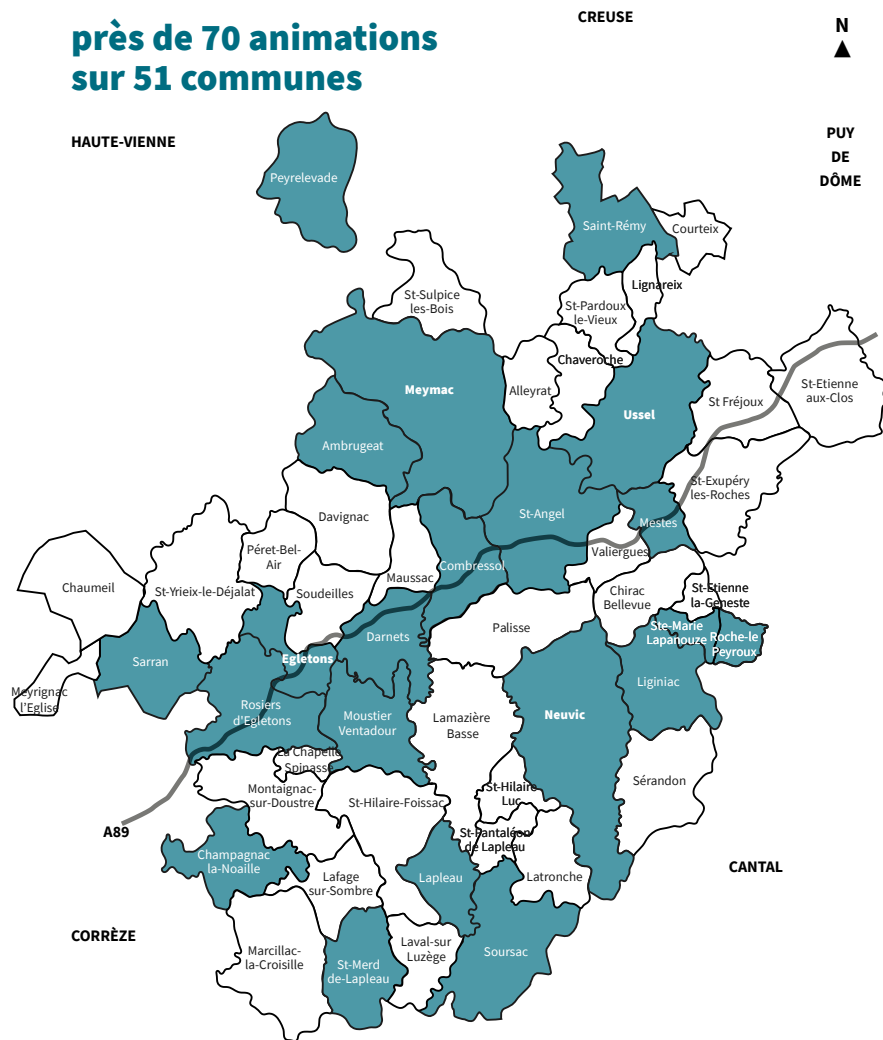 près de 70 animations
sur 51 communes
CREUSE
N
HAUTE-VIENNE
PUY
DE
DÔME
Peyrelevade
Saint-Rémy
Courteix
Lignareix
St-Sulpice
les-Bois
St-Pardoux
le-Vieux
Chaveroche
Meymac
Alleyrat
Ussel
St Fréjoux
St-Etienne
aux-Clos
Ambrugeat
St-Exupéry
les-Roches
Davignac
St-Angel
Mestes
Péret-Bel-
Air
Valiergues
Chaumeil
St-Yrieix-le-Déjalat
Soudeilles
Maussac
Combressol
Chirac
Bellevue
St-Etienne
la-Geneste
Palisse
Ste-Marie
Lapanouze
Roche-le
Peyroux
Darnets
Egletons
Sarran
Liginiac
Meyrignac
l'Eglise
Rosiers
d'Egletons
Moustier
Ventadour
Lamazière
Basse
Neuvic
La Chapelle
Spinasse
Sérandon
Montaignac-
sur-Doustre
St-Hilaire-Foissac
St-Hilaire
Luc
A89
St-Pantaléon
de Lapleau
Champagnac
la-Noaille
Lafage
sur-Sombre
Lapleau
Latronche
CANTAL
CORRÈZE
Marcillac-
la-Croisille
St-Merd
de-Lapleau
Laval-sur
Luzège
Soursac